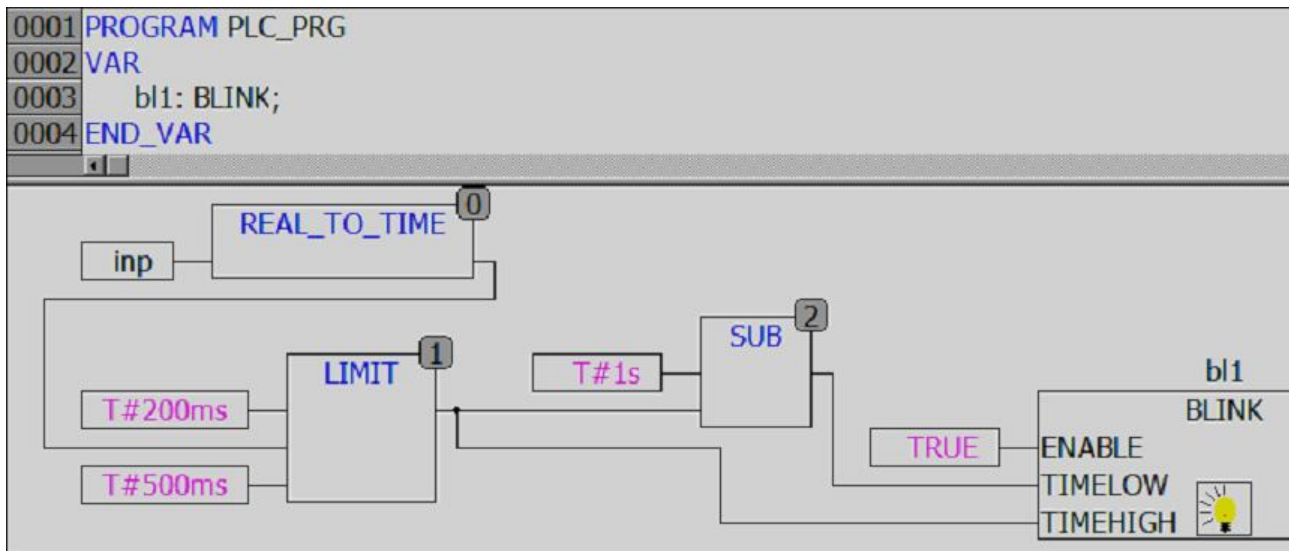 0001 PROGRAM PLC_PRG
0002 VAR
0003 bl1: BLINK;
0004 END_VAR
0
REAL_TO_TIME
inp
2
SUB
1
LIMIT
T#1s
bl1
T#200ms
BLINK
TRUE
ENABLE
T#500ms
TIMELOW
TIMEHIGH